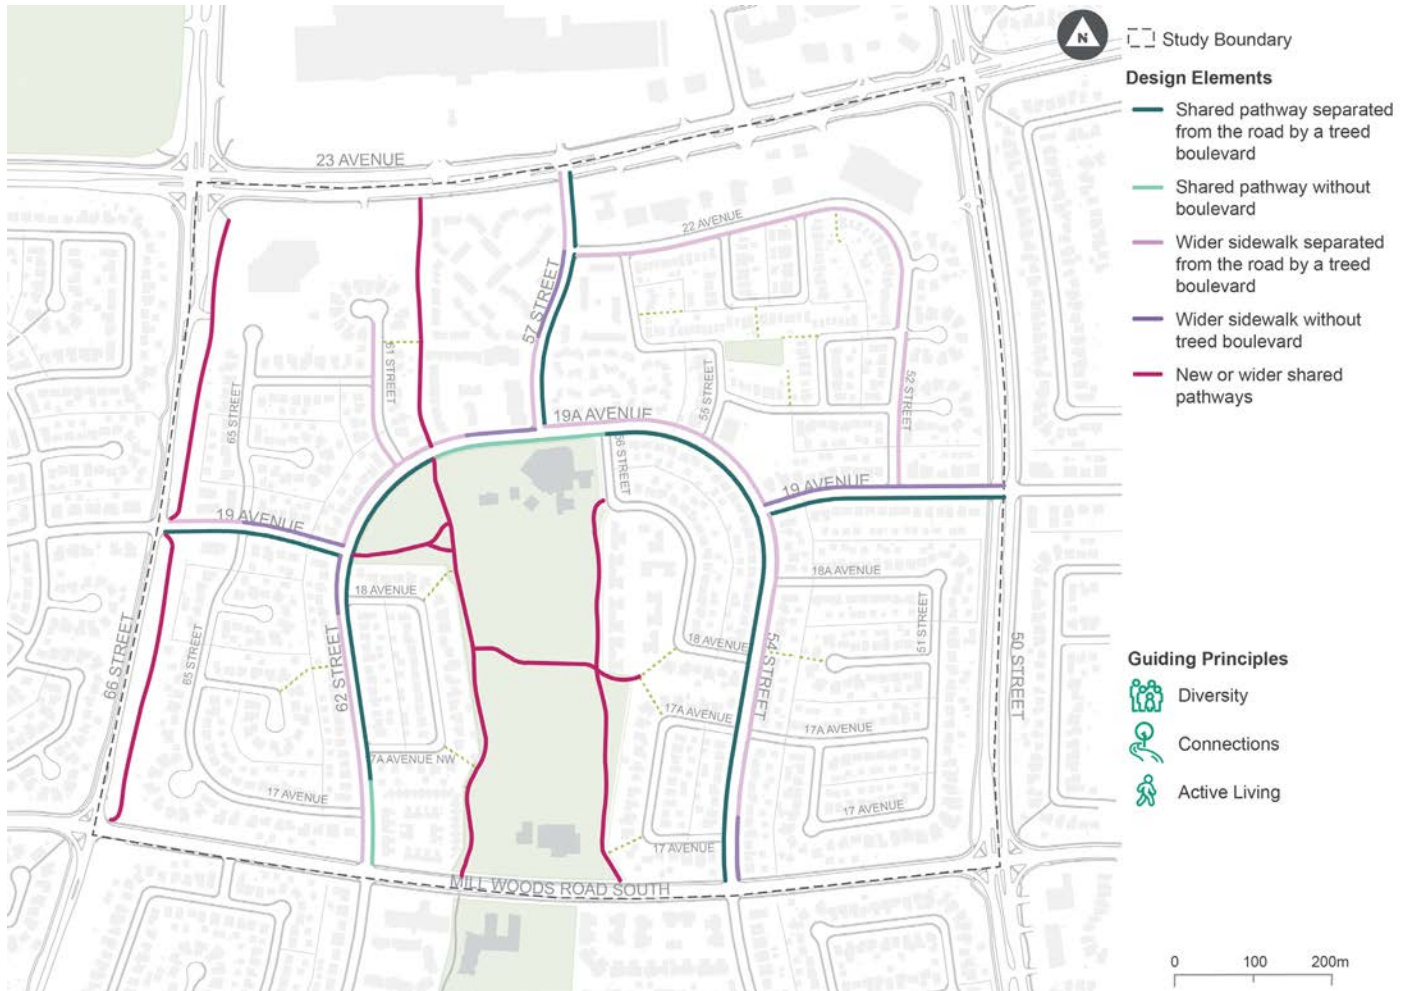 N
Study Boundary
Design Elements
Shared pathway separated
from the road by a treed
boulevard
Shared pathway without
boulevard
Wider sidewalk separated
from the road by a treed
boulevard
Wider sidewalk without
treed boulevard
New or wider shared
pathways
23 AVENUE
22 AVENUE
57 STREET
61 STREET
65 STREET
55 STREET
52 STREET
19A AVENUE
56 STREET
19 AVENUE
19 AVENUE
18A AVENUE
18 AVENUE
51 STREET
66 STREET
65 STREET
62 STREET
18 AVENUE
54 STREET
50 STREET
17A AVENUE
17A AVENUE
7A AVENUE NW
17 AVENUE
17 AVENUE
17 AVENUE
MILL WOODS ROAD SOUTH
Guiding Principles
Diversity
Connections
Active Living
0 100 200m